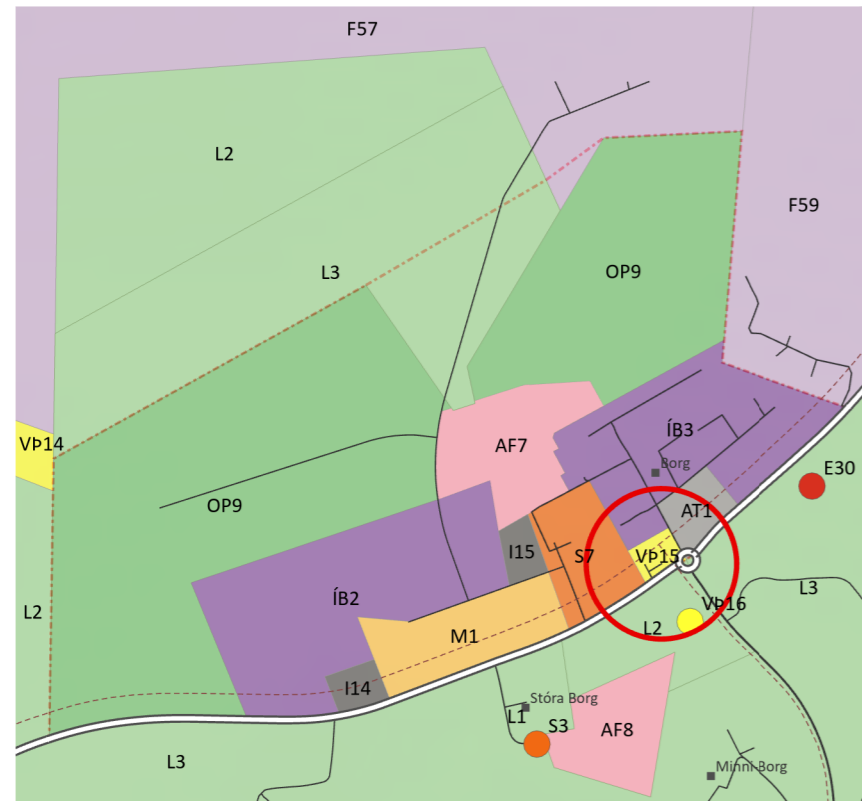 F57
L2
F59
L3
OP9
VÞ14
AF7
ÍB3
Borg
E30
OP9
AT1
I15
S7
VÞ15
ÍB2
L3
VÞ16
L2
L2
M1
I14
Stóra Borg
L1
S3
AF8
L3
Minni-Borg